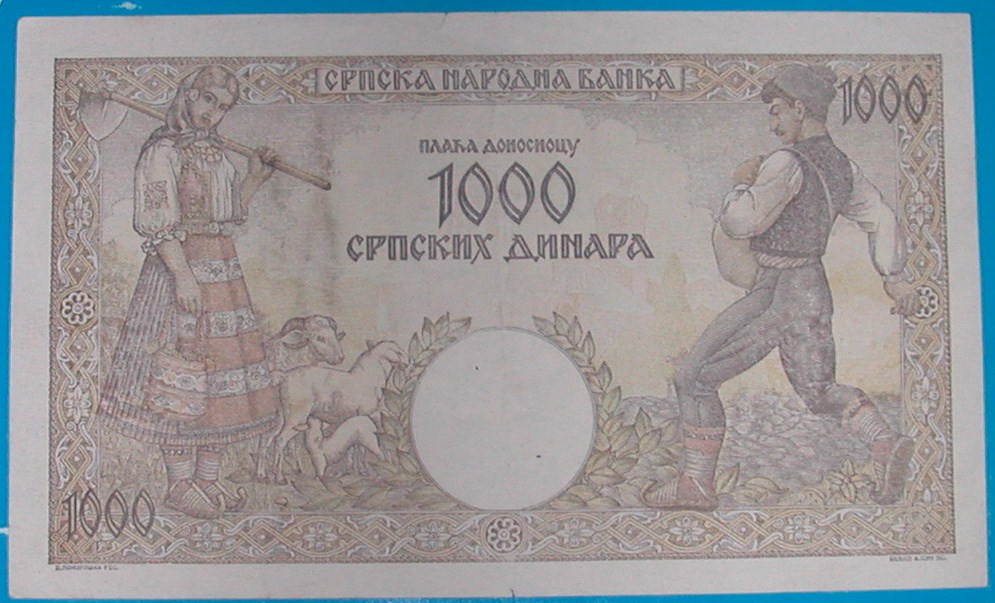 СРПСКА НАРОДНА БАНКА
1000
ПЛАЋА ДОНОСИОЦУ
1000
СРПСКИХ ДИНАРА
1000